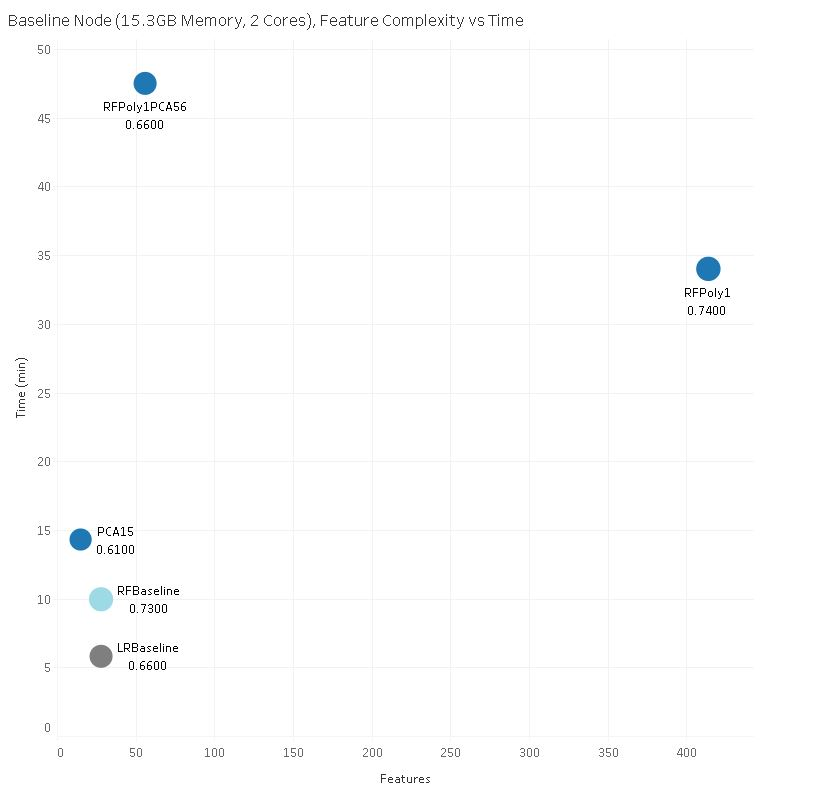 Baseline Node (15.3GB Memory, 2 Cores), Feature Complexity vs Time
50
RFPoly1PCA56
0.6600
45
40
35
RFPoly1
0.7400
30
Time (min)
25
20
15
PCA15
0.6100
RFBaseline
10
0.7300
LRBaseline
0.6600
5
0
0 50 100 150 200 250 300 350 400
Features